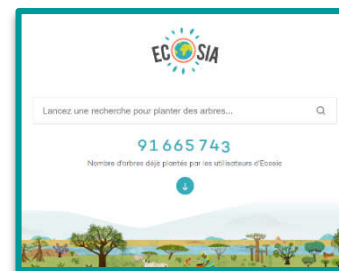 ECOSIA
Lancez une recherche pour planter des arbres...
91 665 743
Nombre d'arbres déjà plantés par les utilisateurs d'Ecosia